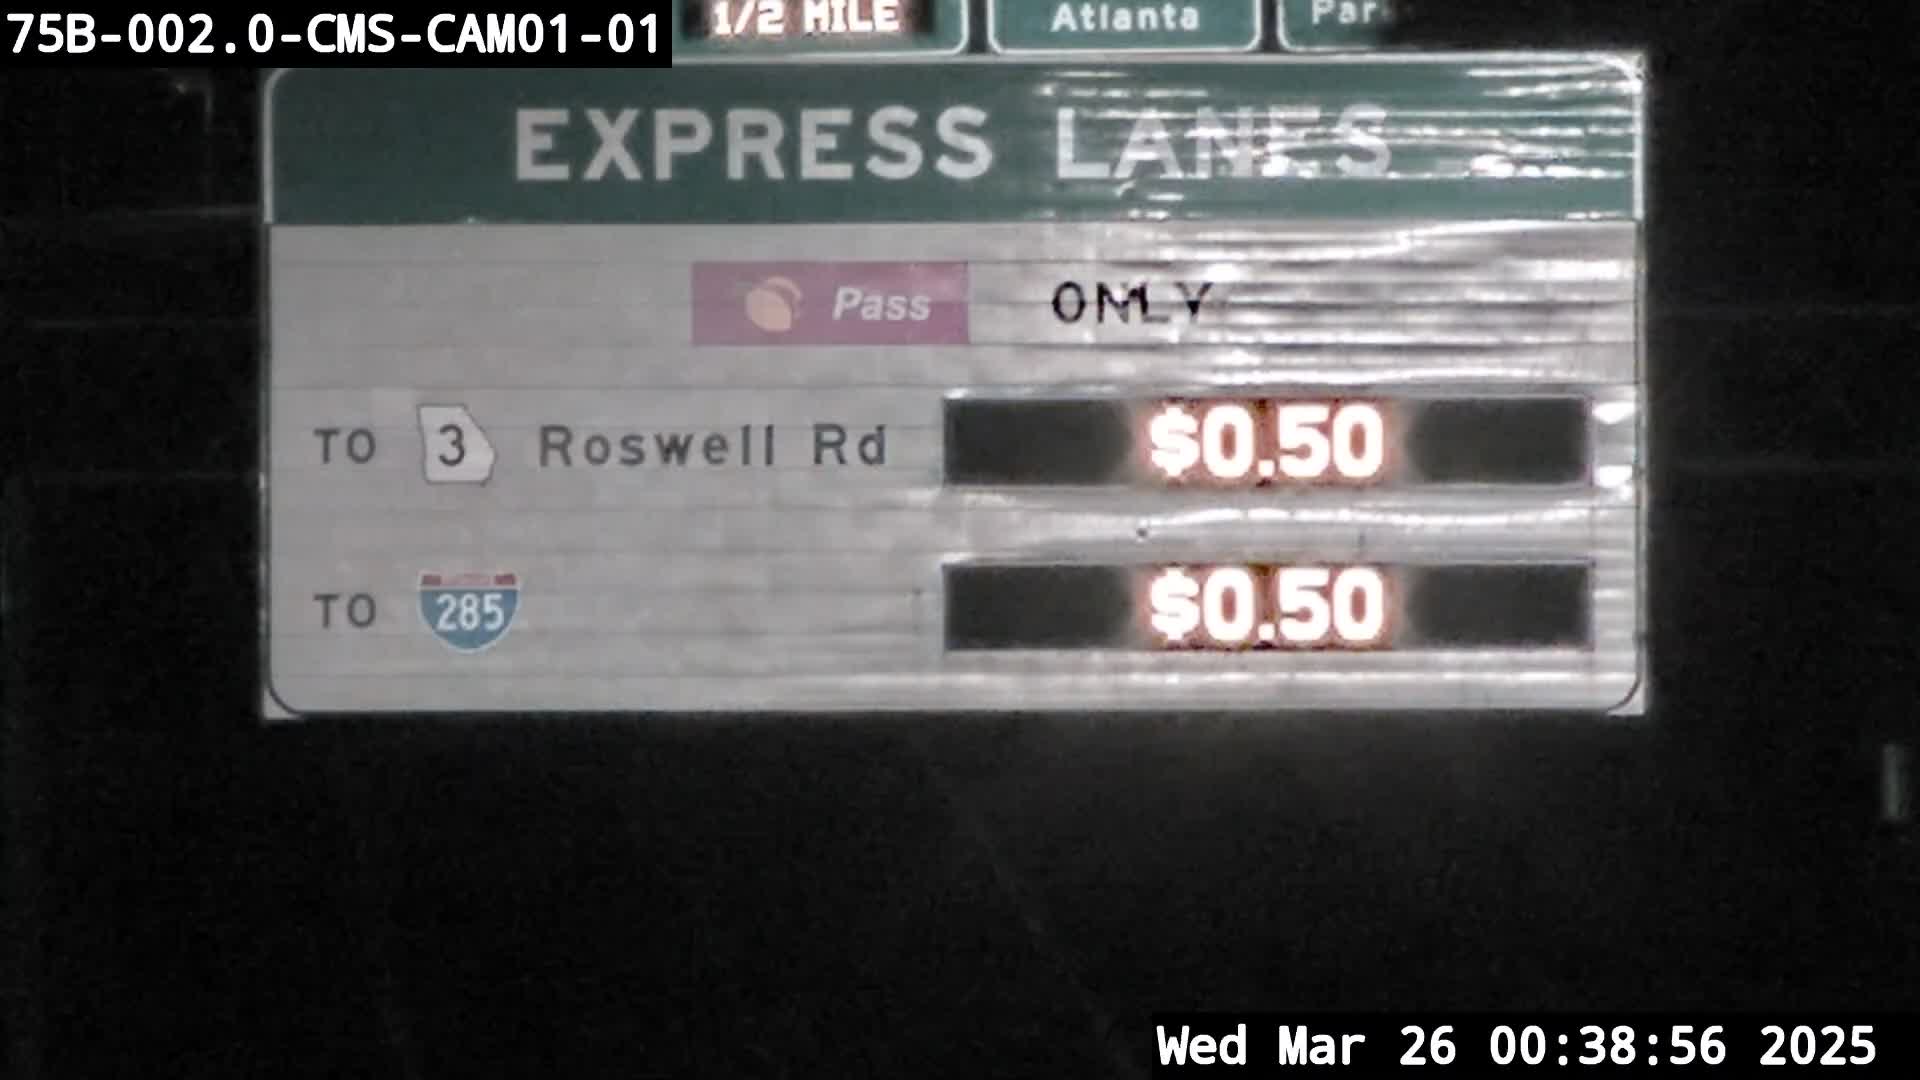 75B-002.0-CMS-CAM01-01
1/2 MILE
Atlanta
EXPRESS LANES
Pass ONLY
TO 3 Roswell Rd $0.50
TO 285 $0.50
Wed Mar 26 00:38:56 2025